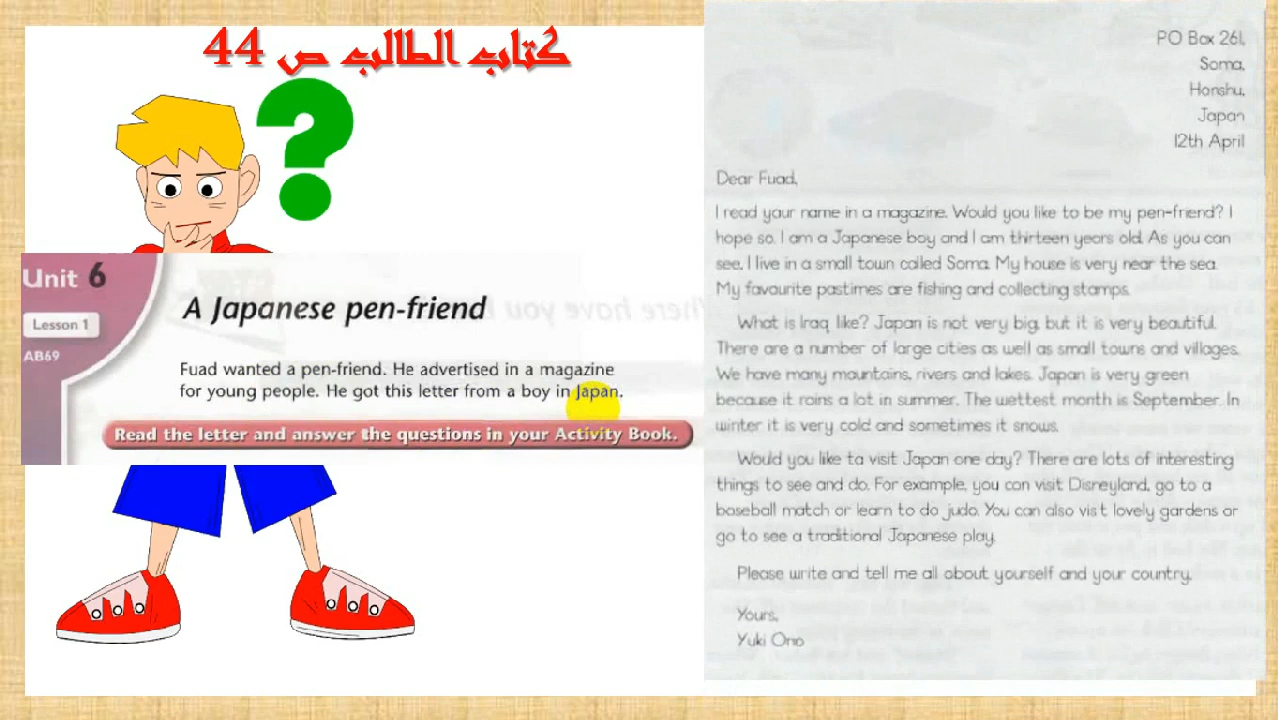 كتاب الطالب ص 44
Unit 6
Lesson 1
AB69
A Japanese pen-friend
Fuad wanted a pen-friend. He advertised in a magazine
for young people. He got this letter from a boy in Japan.
Read the letter and answer the questions in your Activity Book.
PO Box 261,
Soma,
Honshu,
Japan
12th April
Dear Fuad,
I read your name in a magazine. Would you like to be my pen-friend? I
hope so. I am a Japanese boy and I am thirteen years old. As you can
see, I live in a small town called Soma. My house is very near the sea.
My favourite pastimes are fishing and collecting stamps.
What is Iraq like? Japan is not very big, but it is very beautiful.
There are a number of large cities as well as small towns and villages.
We have many mountains, rivers and lakes. Japan is very green
because it rains a lot in summer. The wettest month is September. In
winter it is very cold and sometimes it snows.
Would you like to visit Japan one day? There are lots of interesting
things to see and do. For example, you can visit Disneyland, go to a
baseball match or learn to do judo. You can also visit lovely gardens or
go to see a traditional Japanese play.
Please write and tell me all about yourself and your country.
Yours,
Yuki Ono